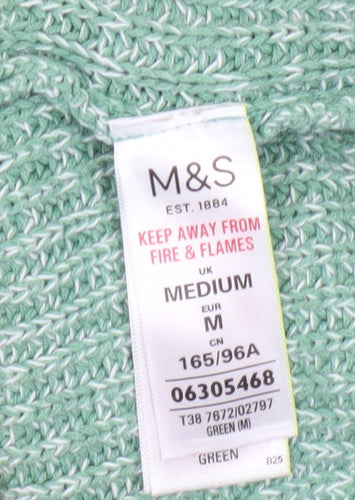 M&S
EST. 1884
KEEP AWAY FROM
FIRE & FLAMES
UK
MEDIUM
EUR
M
CN
165/96A
06305468
T38 7672/02797
GREEN (M)
GREEN
B25